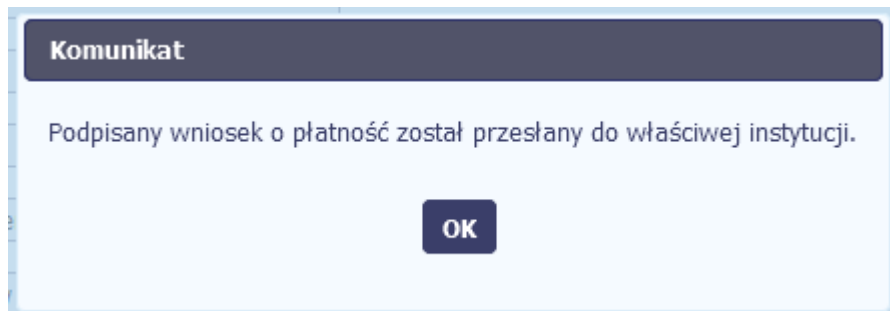 Komunikat
Podpisany wniosek o płatność został przesłany do właściwej instytucji.
OK